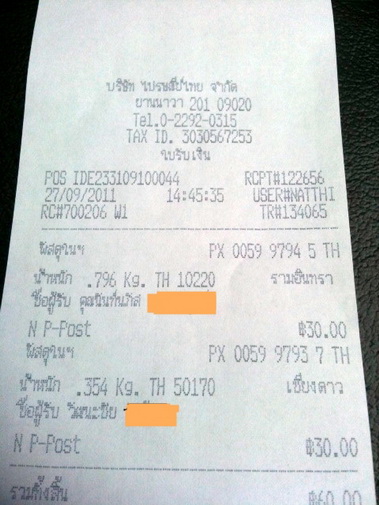 บริษัท ไปรษณีย์ไทย จำกัด
ยานนาวา 201 09020
Tel.0-2292-0315
TAX ID. 3030567253
ใบรับเงิน
POS IDE233109100044 RCPT#122656
27/09/2011 14:45:35 USER#NATTHI
RC#700206 W1 TR#134065
พัสดุในฯ PX 0059 9794 5 TH
น้ำหนัก .796 Kg. TH 10220 รามอินทรา
ชื่อผู้รับ
N P-Post ฿30.00
พัสดุในฯ PX 0059 9793 7 TH
น้ำหนัก .354 Kg. TH 50170 เชียงดาว
ชื่อผู้รับ
N P-Post ฿30.00
รวมทั้งสิ้น ฿60.00